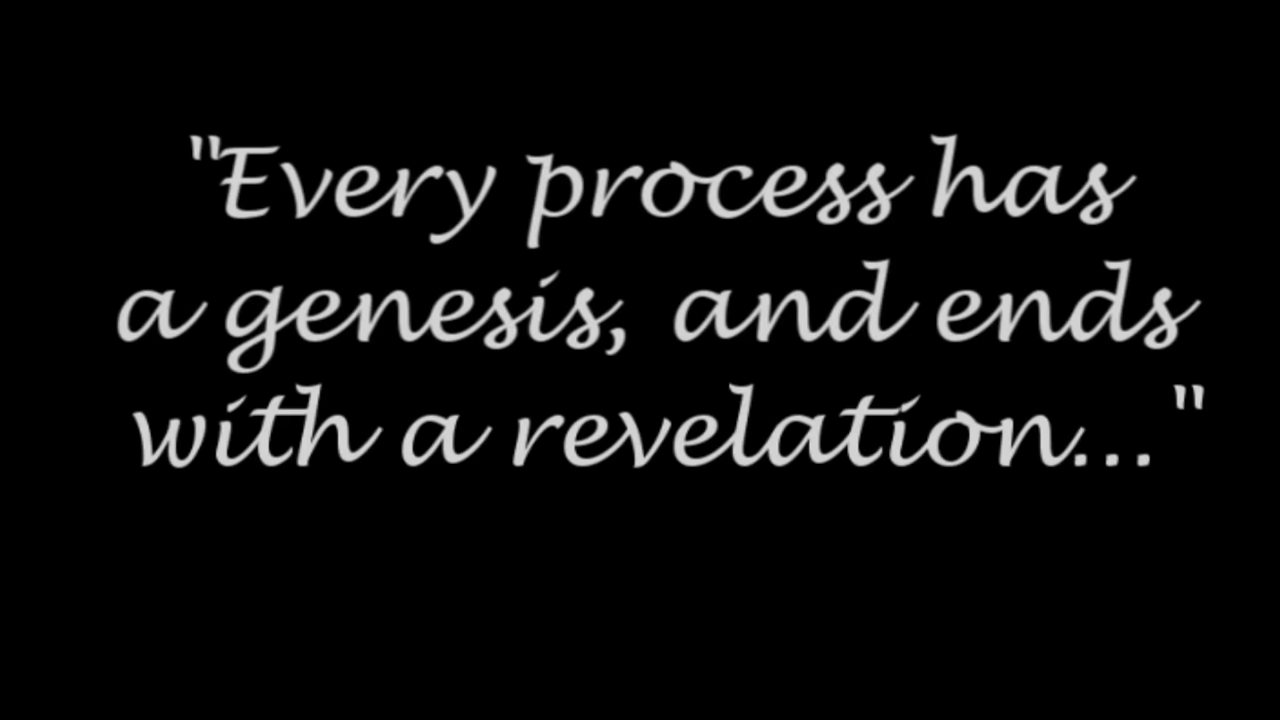 "Every process has
a genesis, and ends
with a revelation..."